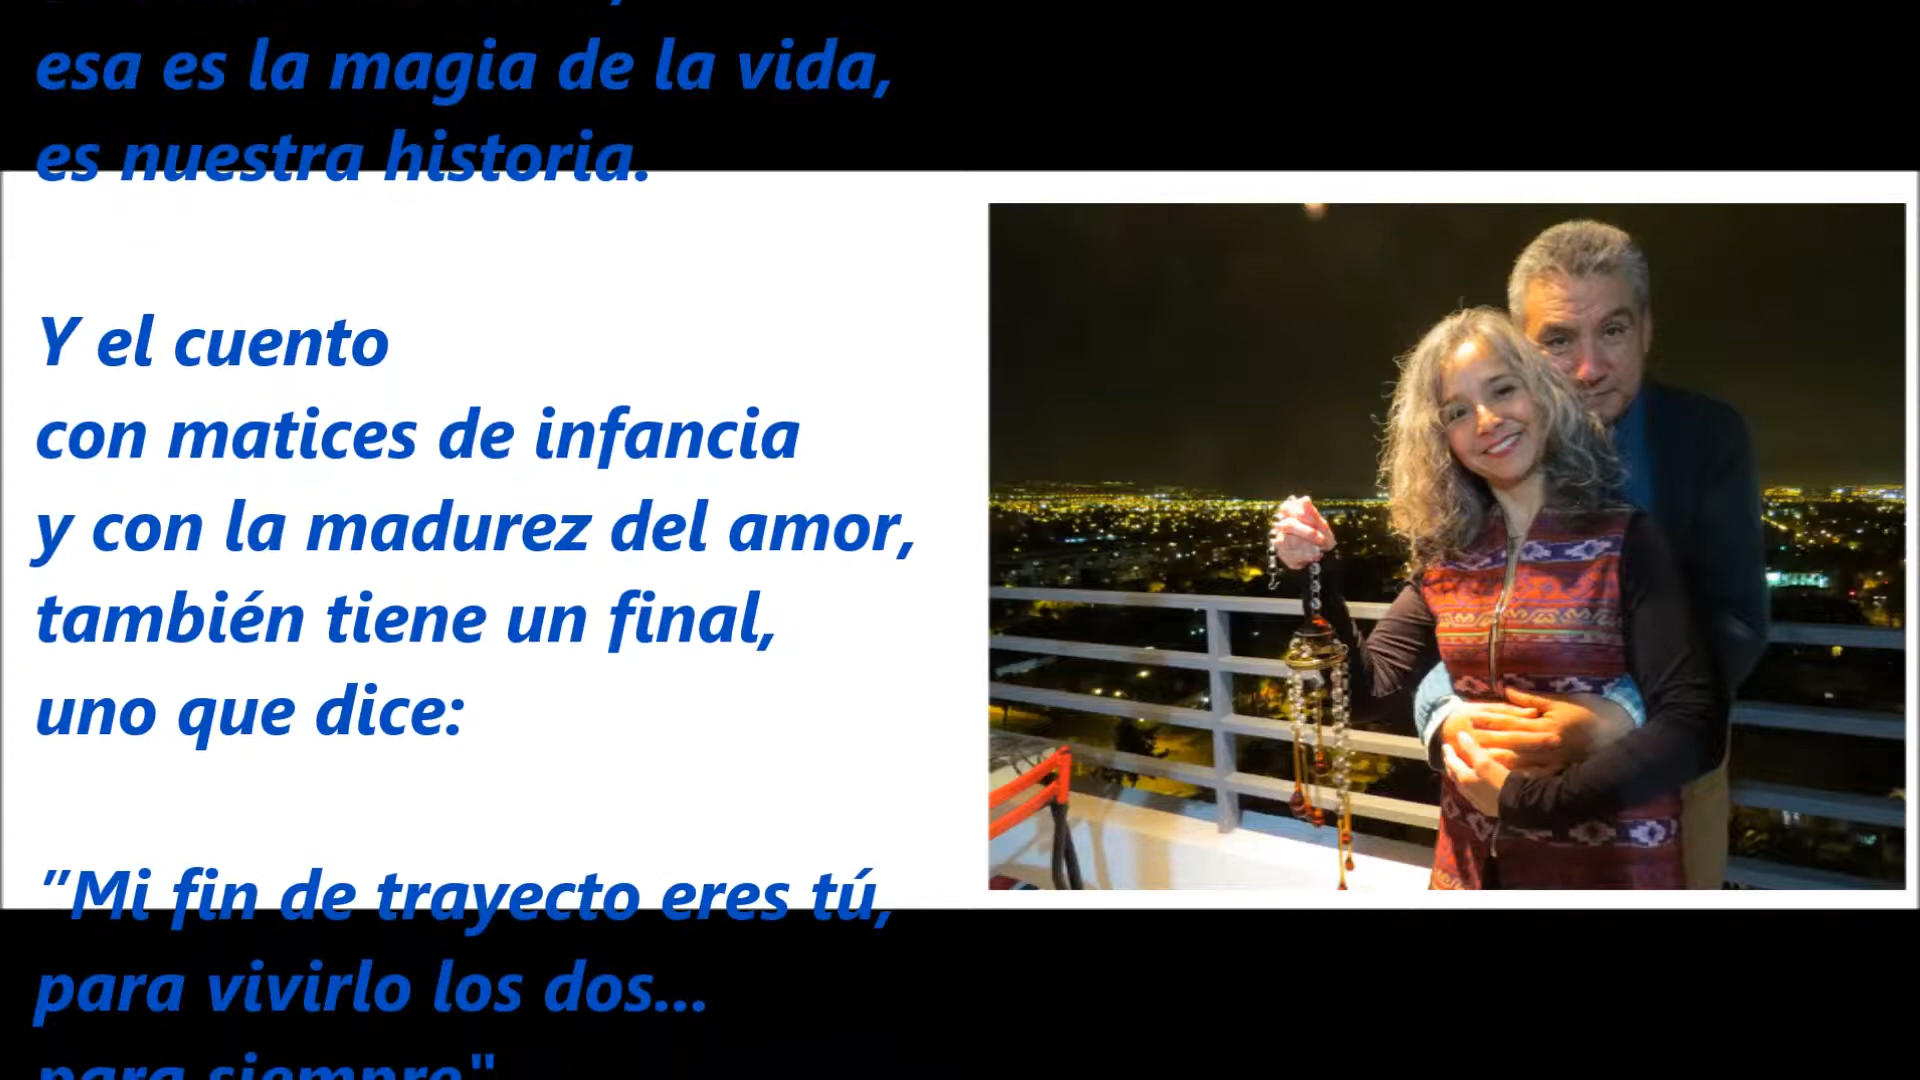 esa es la magia de la vida,
es nuestra historia.
Y el cuento
con matices de infancia
y con la madurez del amor,
también tiene un final,
uno que dice:
"Mi fin de trayecto eres tú,
para vivirlo los dos...
para siempre"